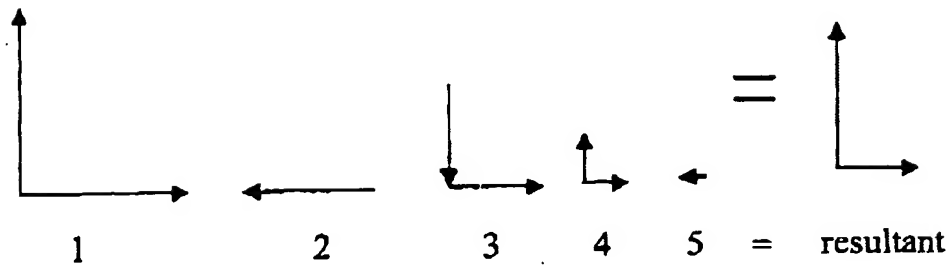 =
1 2 3 4 5 = resultant